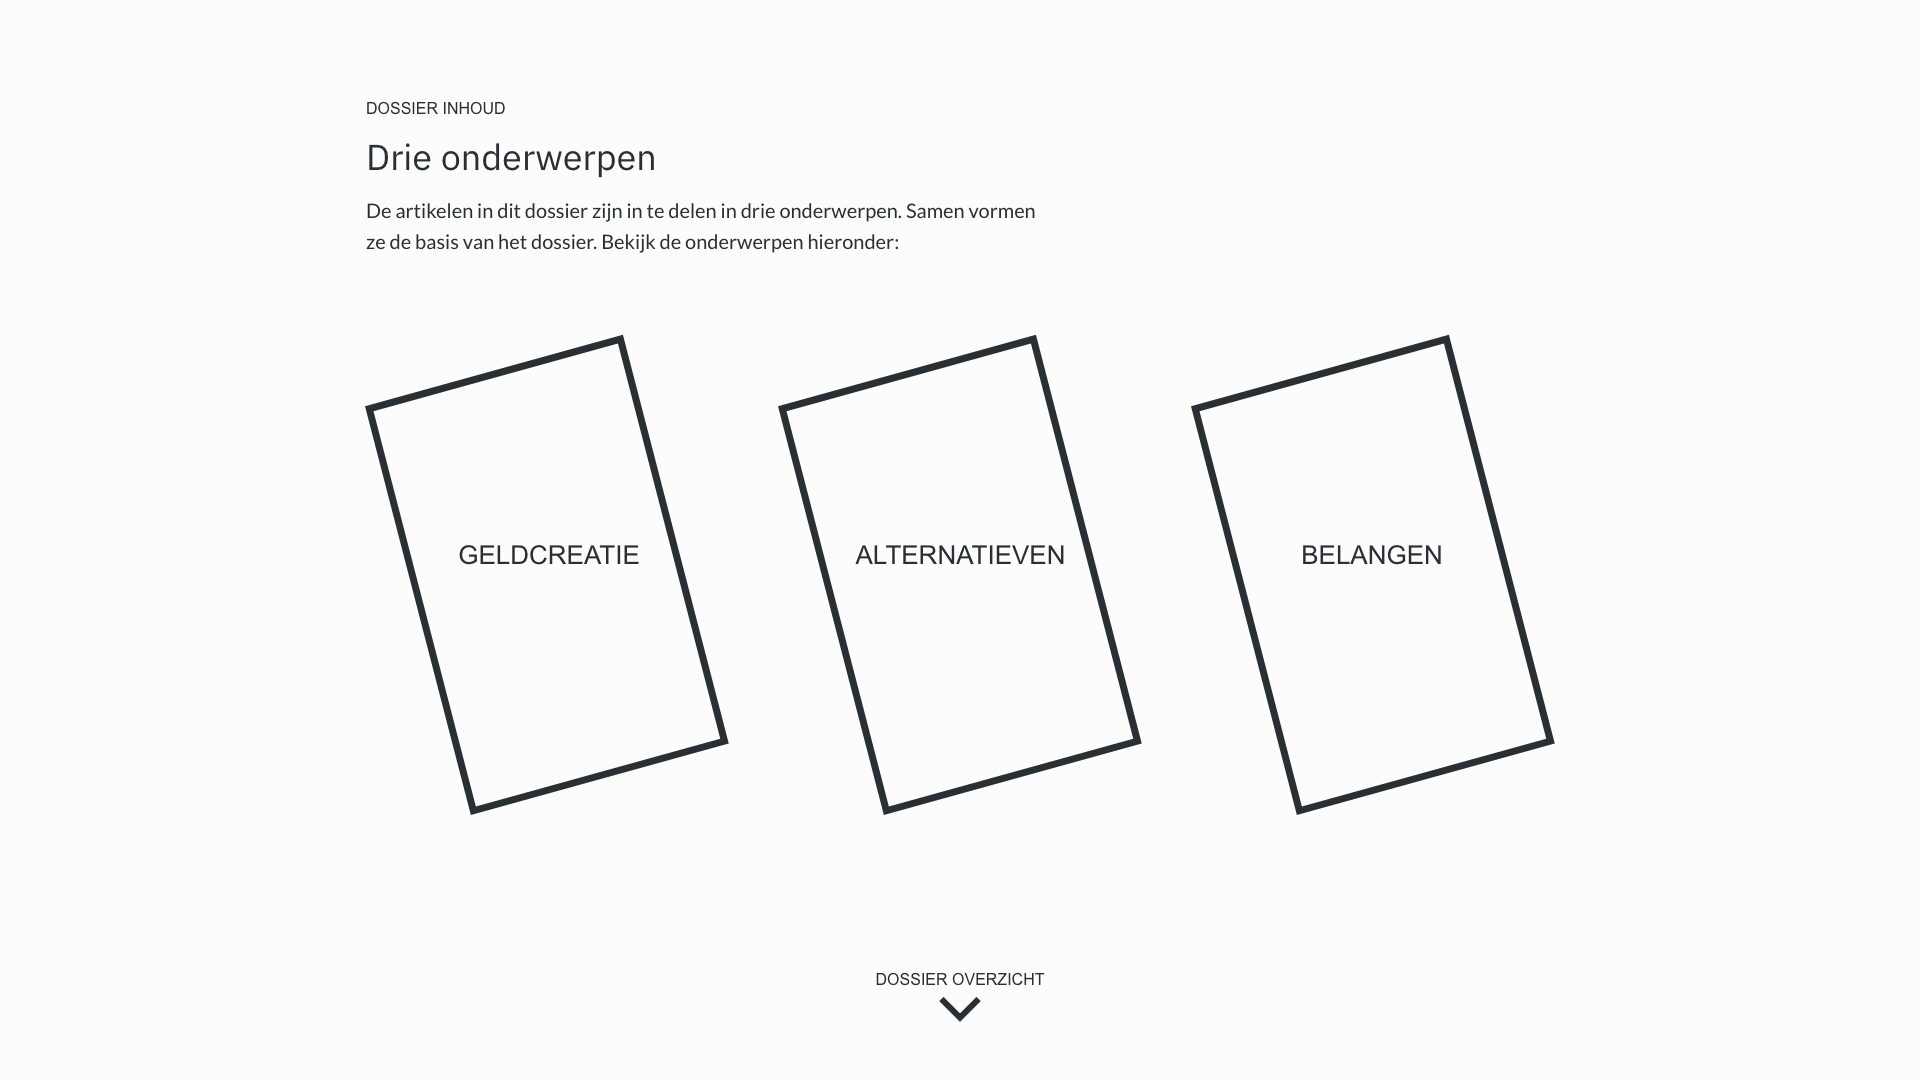 DOSSIER INHOUD
Drie onderwerpen
De artikelen in dit dossier zijn in te delen in drie onderwerpen. Samen vormen
ze de basis van het dossier. Bekijk de onderwerpen hieronder:
GELDCREATIE
ALTERNATIEVEN
BELANGEN
DOSSIER OVERZICHT